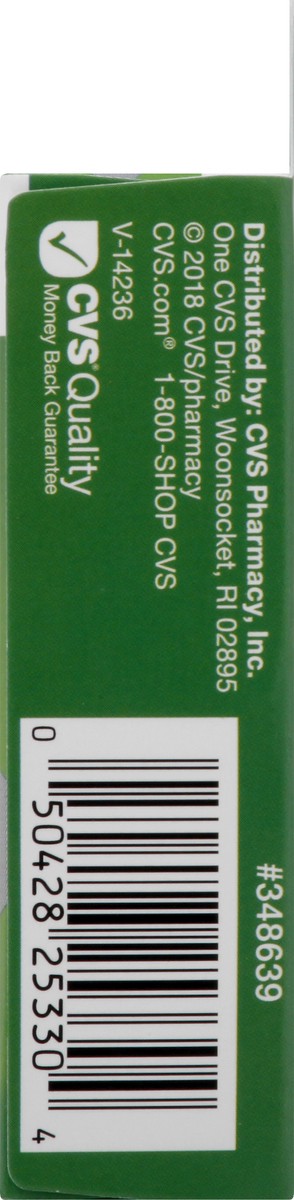 Distributed by: CVS Pharmacy, Inc.
One CVS Drive, Woonsocket, RI 02895
© 2018 CVS/pharmacy
CVS.com® 1-800-SHOP CVS
V-14236
CVS® Quality
Money Back Guarantee
#348639
0 50428 25330 4